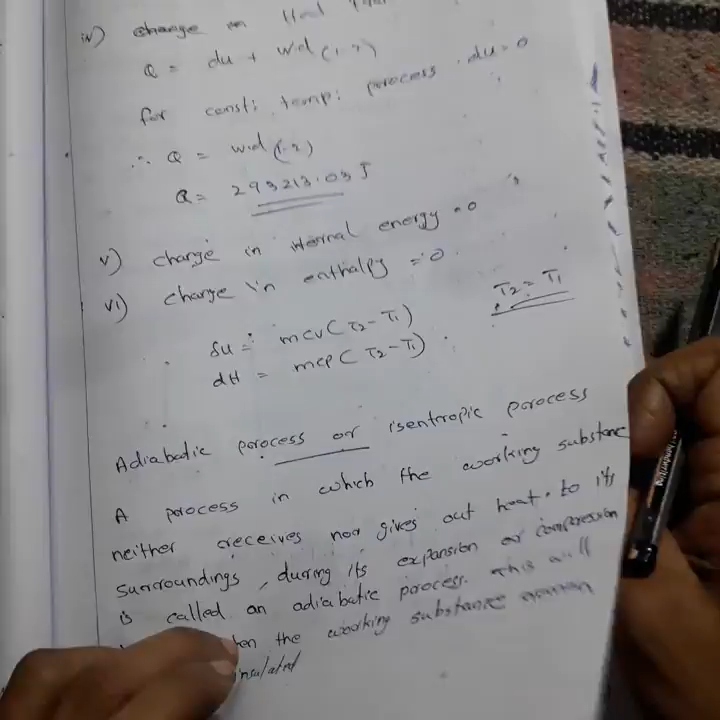 iv) change in
Q = du + Wd(1-2)
for const: temp: process. du=0
∴ Q = wd(1-2)
Q = 293213.03 J
v) change in internal energy = 0
vi) change in enthalpy = 0
T2 = T1
δu = mcv(T2-T1)
dH = mcp(T2-T1)
Adiabatic process or isentropic process
A process in which the working substance
neither receives nor gives out heat. to its
surroundings, during its expansion or compression
is called an adiabatic process. This will
the working substance
insulated